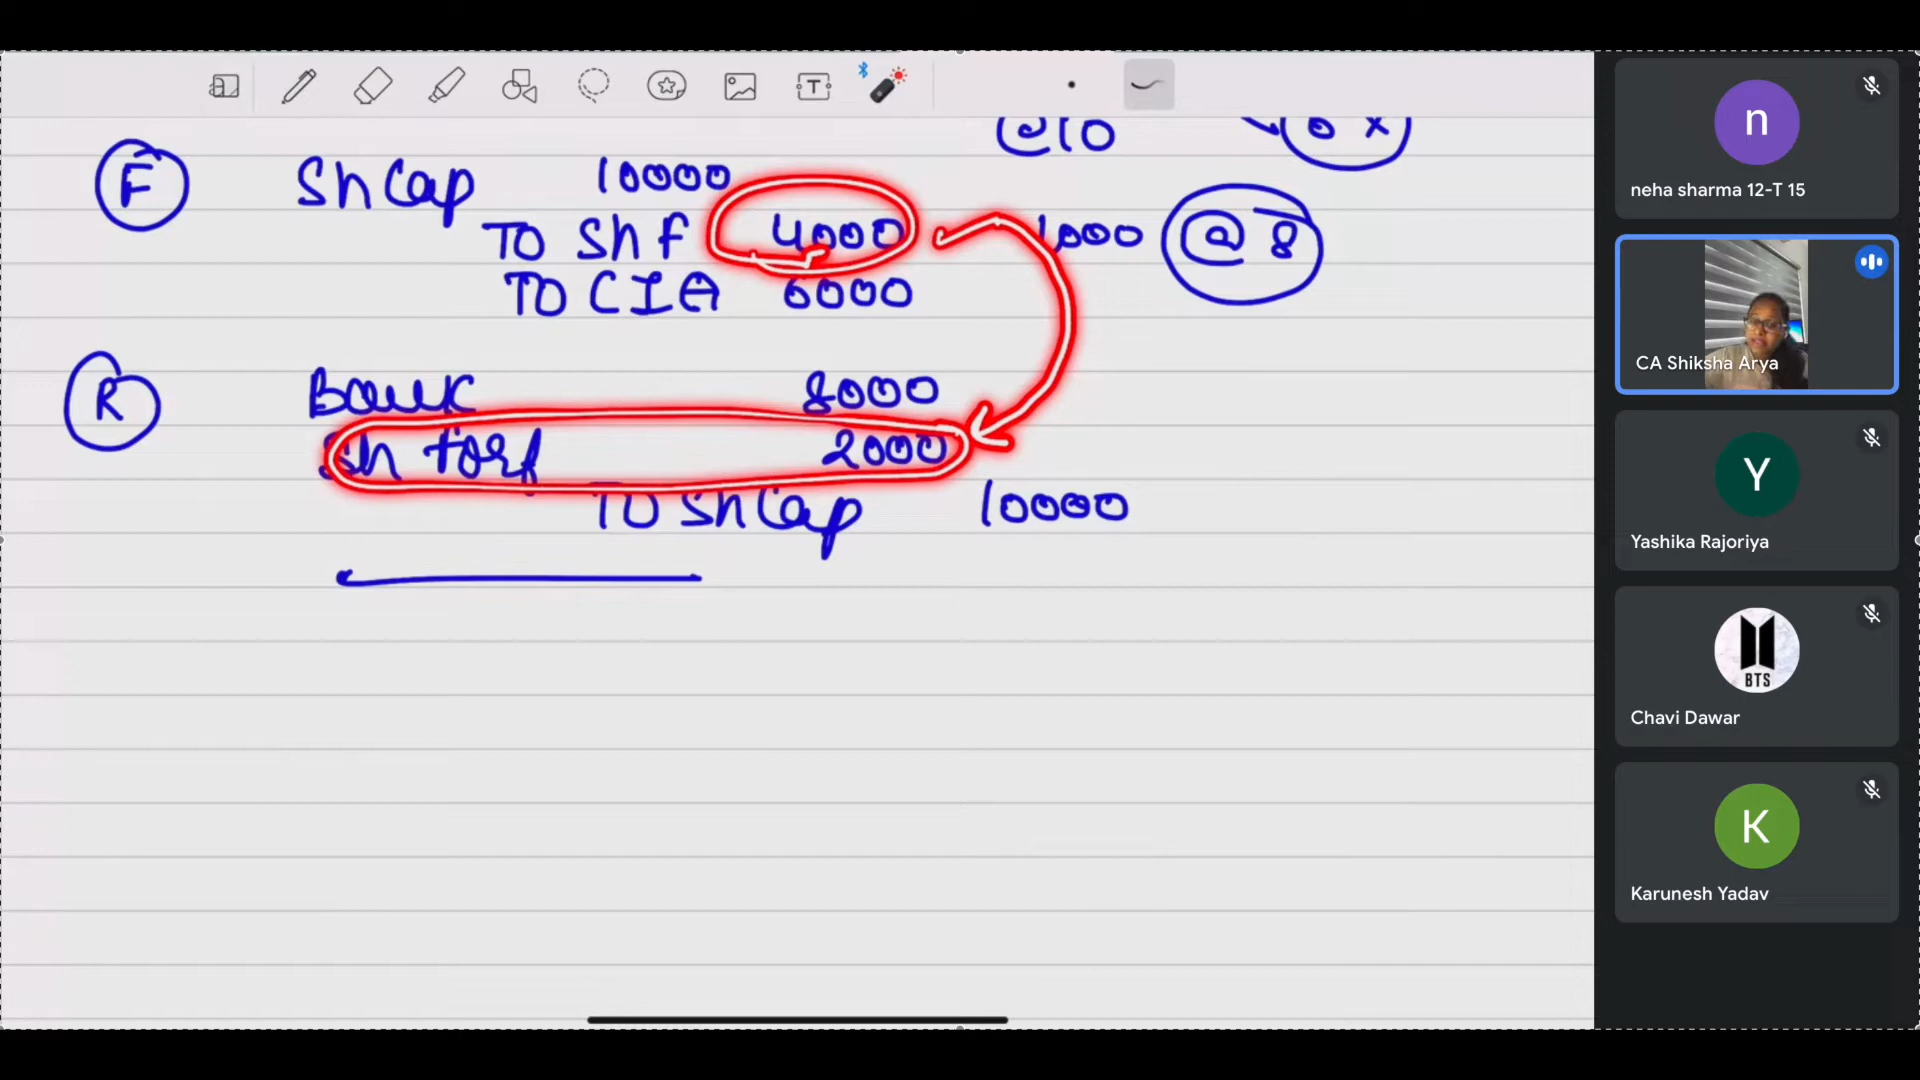 @10 0 x
F Sh Cap 10000
TO Sh F 4000 1000 @ 8
TO CIA 6000
R Bank 8000
Sh forf 2000
TO Sh Cap 10000
T
n
neha sharma 12-T 15
CA Shiksha Arya
Y
Yashika Rajoriya
BTS
Chavi Dawar
K
Karunesh Yadav